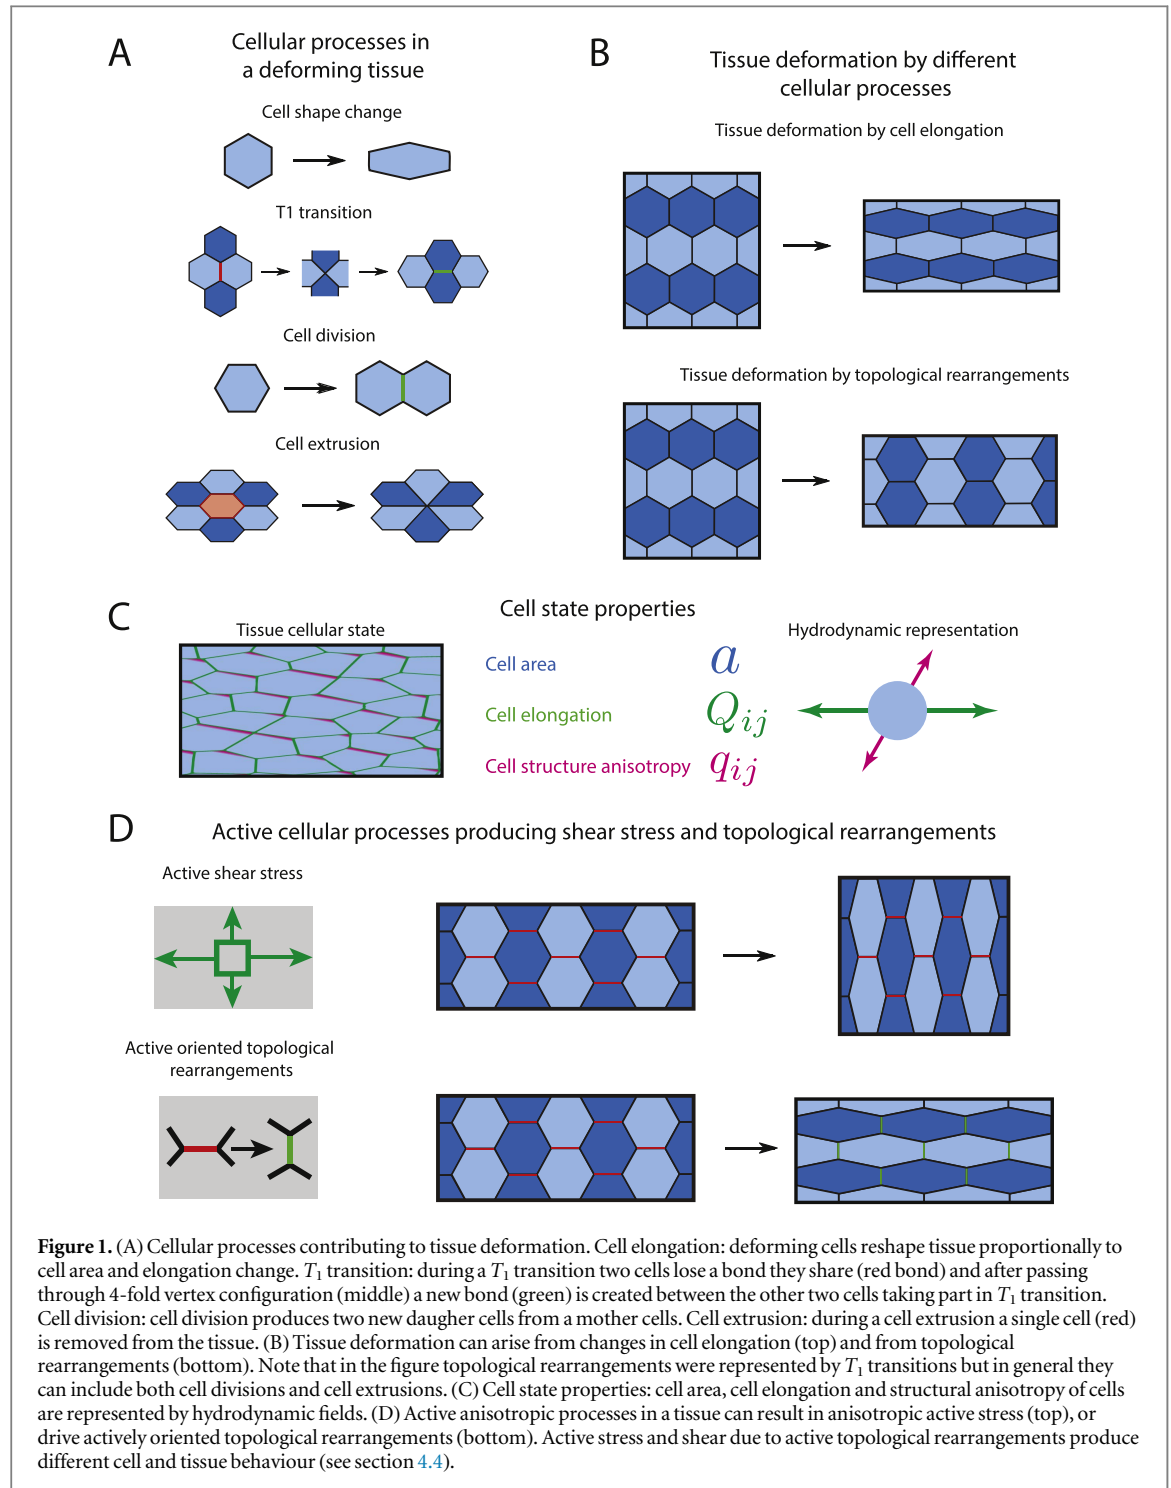 A
Cellular processes in
a deforming tissue
Cell shape change
T1 transition
Cell division
Cell extrusion
B
Tissue deformation by different
cellular processes
Tissue deformation by cell elongation
Tissue deformation by topological rearrangements
C
Cell state properties
Tissue cellular state
Cell area a
Cell elongation Q_{ij}
Cell structure anisotropy q_{ij}
Hydrodynamic representation
D
Active cellular processes producing shear stress and topological rearrangements
Active shear stress
Active oriented topological
rearrangements
Figure 1. (A) Cellular processes contributing to tissue deformation. Cell elongation: deforming cells reshape tissue proportionally to
cell area and elongation change. T₁ transition: during a T₁ transition two cells lose a bond they share (red bond) and after passing
through 4-fold vertex configuration (middle) a new bond (green) is created between the other two cells taking part in T₁ transition.
Cell division: cell division produces two new daugher cells from a mother cells. Cell extrusion: during a cell extrusion a single cell (red)
is removed from the tissue. (B) Tissue deformation can arise from changes in cell elongation (top) and from topological
rearrangements (bottom). Note that in the figure topological rearrangements were represented by T₁ transitions but in general they
can include both cell divisions and cell extrusions. (C) Cell state properties: cell area, cell elongation and structural anisotropy of cells
are represented by hydrodynamic fields. (D) Active anisotropic processes in a tissue can result in anisotropic active stress (top), or
drive actively oriented topological rearrangements (bottom). Active stress and shear due to active topological rearrangements produce
different cell and tissue behaviour (see section 4.4).